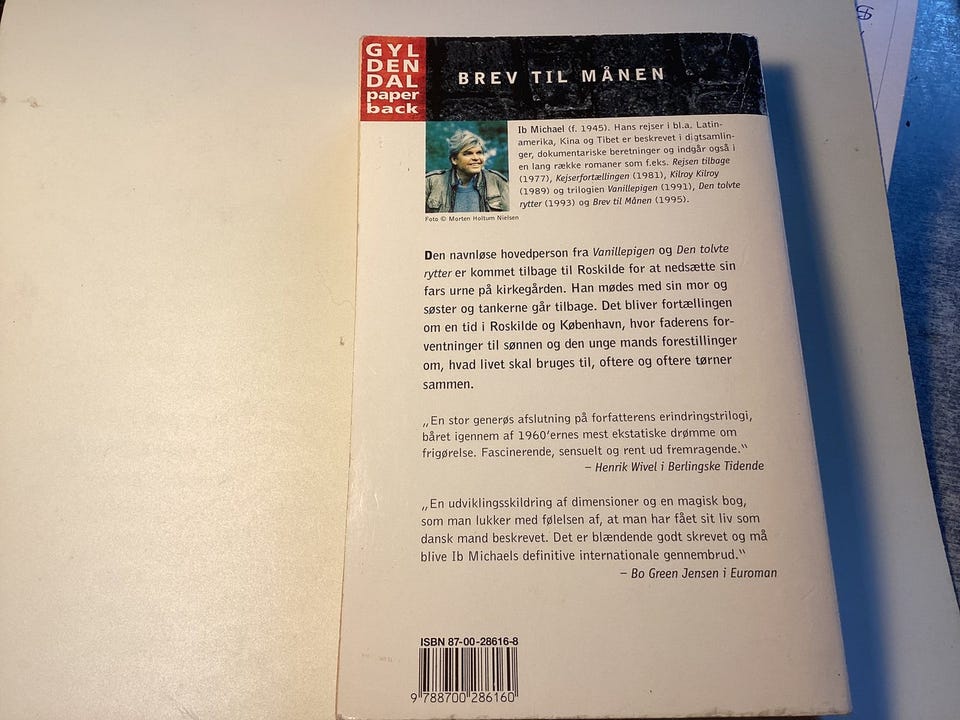 GYL
DEN
DAL
paper
back
BREV TIL MÅNEN
Ib Michael (f. 1945). Hans rejser i bl.a. Latin-
amerika, Kina og Tibet er beskrevet i digtsamlin-
ger, dokumentariske beretninger og indgår også i
en lang række romaner som f.eks. Rejsen tilbage
(1977), Kejserfortællingen (1981), Kilroy Kilroy
(1989) og trilogien Vanillepigen (1991), Den tolvte
rytter (1993) og Brev til Månen (1995).
Foto © Morten Holtum Nielsen
Den navnløse hovedperson fra Vanillepigen og Den tolvte
rytter er kommet tilbage til Roskilde for at nedsætte sin
fars urne på kirkegården. Han mødes med sin mor og
søster og tankerne går tilbage. Det bliver fortællingen
om en tid i Roskilde og København, hvor faderens for-
ventninger til sønnen og den unge mands forestillinger
om, hvad livet skal bruges til, oftere og oftere tørner
sammen.
„En stor generøs afslutning på forfatterens erindringstrilogi,
båret igennem af 1960'ernes mest ekstatiske drømme om
frigørelse. Fascinerende, sensuelt og rent ud fremragende.“
– Henrik Wivel i Berlingske Tidende
„En udviklingsskildring af dimensioner og en magisk bog,
som man lukker med følelsen af, at man har fået sit liv som
dansk mand beskrevet. Det er blændende godt skrevet og må
blive Ib Michaels definitive internationale gennembrud.“
– Bo Green Jensen i Euroman
ISBN 87-00-28616-8
9 788700 286160